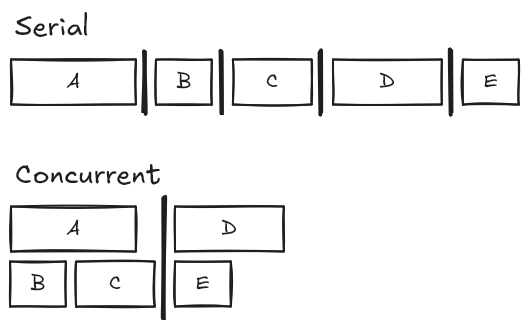 Serial
A B C D E
Concurrent
A D
B C E